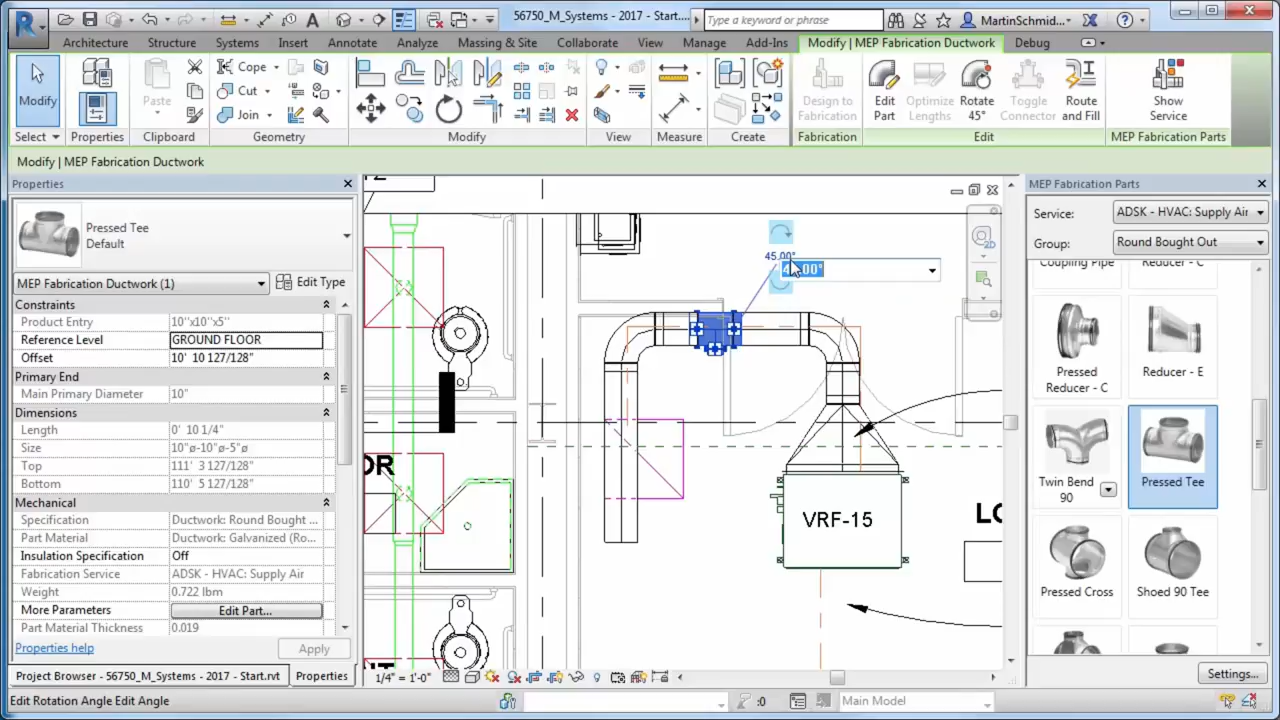 56750_M_Systems - 2017 - Start....
Type a keyword or phrase
MartinSchmid...
Architecture
Structure
Systems
Insert
Annotate
Analyze
Massing & Site
Collaborate
View
Manage
Add-Ins
Modify | MEP Fabrication Ductwork
Debug
Modify
Select
Properties
Paste
Clipboard
Cope
Cut
Join
Geometry
Modify
View
Measure
Create
Design to
Fabrication
Fabrication
Edit
Part
Optimize
Lengths
Rotate
45°
Toggle
Connector
Route
and Fill
Edit
Show
Service
MEP Fabrication Parts
Modify | MEP Fabrication Ductwork
Properties
Pressed Tee
Default
MEP Fabrication Ductwork (1)
Edit Type
Constraints
Product Entry 10"x10"x5"
Reference Level GROUND FLOOR
Offset 10' 10 127/128"
Primary End
Main Primary Diameter 10"
Dimensions
Length 0' 10 1/4"
Size 10"ø-10"ø-5"ø
Top 111' 3 127/128"
Bottom 110' 5 127/128"
Mechanical
Specification Ductwork: Round Bought ...
Part Material Ductwork: Galvanized (Ro...
Insulation Specification Off
Fabrication Service ADSK - HVAC: Supply Air
Weight 0.722 lbm
More Parameters Edit Part...
Part Material Thickness 0.019
Properties help
Apply
Project Browser - 56750_M_Systems - 2017 - Start.rvt
Properties
45.00°
VRF-15
OR
LO
1/4" = 1'-0"
MEP Fabrication Parts
Service: ADSK - HVAC: Supply Air
Group: Round Bought Out
Coupling Pipe
Reducer - C
Pressed
Reducer - C
Reducer - E
Twin Bend
90
Pressed Tee
Pressed Cross
Shoed 90 Tee
Settings...
Edit Rotation Angle Edit Angle
:0
Main Model